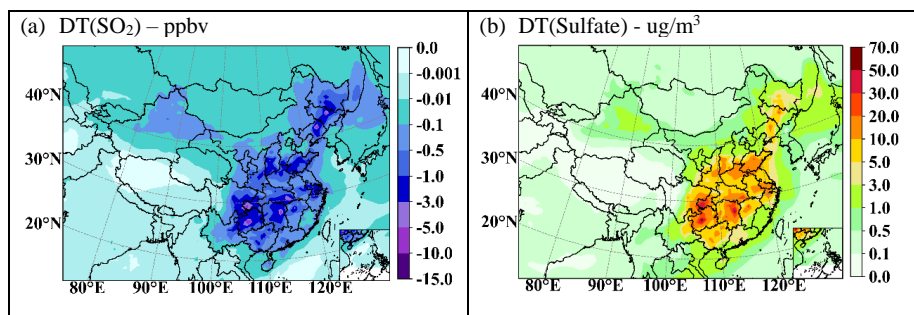 (a) DT(SO₂) – ppbv
40°N
30°N
20°N
80°E 90°E 100°E 110°E 120°E
0.0
-0.001
-0.01
-0.1
-0.5
-1.0
-3.0
-5.0
-10.0
-15.0
(b) DT(Sulfate) - ug/m³
40°N
30°N
20°N
80°E 90°E 100°E 110°E 120°E
70.0
50.0
30.0
20.0
10.0
5.0
3.0
1.0
0.5
0.1
0.0